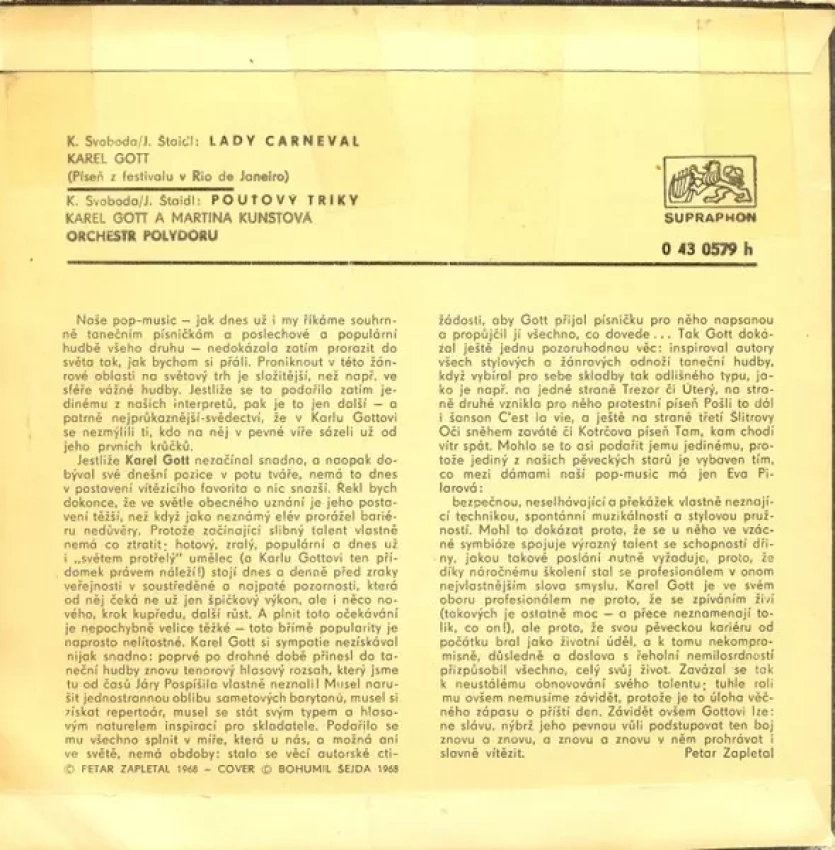 K. Svoboda/J. Štaidl: LADY CARNEVAL
KAREL GOTT
(Píseň z festivalu v Rio de Janeiro)
K. Svoboda/J. Štaidl: POUŤOVÝ TRIKY
KAREL GOTT A MARTINA KUNSTOVÁ
ORCHESTR POLYDORU
SUPRAPHON
0 43 0579 h
Naše pop-music – jak dnes už i my říkáme souhrn-
ně tanečním písničkám a poslechové a populární
hudbě všeho druhu – nedokázala zatím prorazit do
světa tak, jak bychom si přáli. Proniknout v této žán-
rové oblasti na světový trh je složitější, než např. ve
sféře vážné hudby. Jestliže se to podařilo zatím je-
dinému z našich interpretů, pak je to jen další – a
patrně nejprůkaznější-svědectví, že v Karlu Gottovi
se nezmýlili ti, kdo na něj v pevné víře sázeli už od
jeho prvních krůčků.
Jestliže Karel Gott nezačínal snadno, a naopak do-
býval své dnešní pozice v potu tváře, nemá to dnes
v postavení vítězícího favorita o nic snazší. Řekl bych
dokonce, že ve světle obecného uznání je jeho posta-
vení těžší, než když jako neznámý elév prorážel barié-
ru nedůvěry. Protože začínající slibný talent vlastně
nemá co ztratit; hotový, zralý, populární a dnes už
i „světem protřelý" umělec (a Karlu Gottovi ten pří-
domek právem náleží!) stojí dnes a denně před zraky
veřejnosti v soustředěné a najpaté pozornosti, která
od něj čeká ne už jen špičkový výkon, ale i něco no-
vého, krok kupředu, další růst. A plnit toto očekávání
je nepochybně velice těžké – toto břímě popularity je
naprosto nelítostné. Karel Gott si sympatie nezískával
nijak snadno: poprvé po drahné době přinesl do ta-
neční hudby znovu tenorový hlasový rozsah, který jsme
tu od časů Járy Pospíšila vlastně neznali! Musel naru-
šit jednostrannou oblibu sametových barytonů, musel si
získat repertoár, musel se stát svým typem a hlaso-
vým naturelem inspirací pro skladatele. Podařilo se
mu všechno splnit v míře, která u nás, a možná ani
ve světě, nemá obdoby: stalo se věcí autorské cti-
© PETAR ZAPLETAL 1968 – COVER © BOHUMIL ŠEJDA 1968
žádosti, aby Gott přijal písničku pro něho napsanou
a propůjčil jí všechno, co dovede... Tak Gott doká-
zal ještě jednu pozoruhodnou věc: inspiroval autory
všech stylových a žánrových odnoží taneční hudby,
když vybíral pro sebe skladby tak odlišného typu, ja-
ko je např. na jedné straně Trezor či Úterý, na stra-
ně druhé vznikla pro něho protestní píseň Pošli to dál
i šanson C'est la vie, a ještě na straně třetí Šlitrovy
Oči sněhem zaváté či Kotrčova píseň Tam, kam chodí
vítr spát. Mohlo se to asi podařit jemu jedinému, pro-
tože jediný z našich pěveckých starů je vybaven tím,
co mezi dámami naší pop-music má jen Eva Pi-
larová:
bezpečnou, neselhávající a překážek vlastně neznají-
cí technikou, spontánní muzikálností a stylovou pruž-
ností. Mohl to dokázat proto, že se u něho ve vzác-
né symbióze spojuje výrazný talent se schopností dři-
ny, jakou takové poslání nutně vyžaduje, proto, že
díky náročnému školení stal se profesionálem v onom
nejvlastnějším slova smyslu. Karel Gott je ve svém
oboru profesionálem ne proto, že se zpíváním živí
(takových je ostatně moc – a přece neznamenají to-
lik, co on!), ale proto, že svou pěveckou kariéru od
počátku bral jako životní úděl, a k tomu nekompro-
misně, důsledně a doslova s řeholní nemilosrdností
přizpůsobil všechno, celý svůj život. Zavázal se tak
k neustálému obnovování svého talentu; tuhle roli
mu ovšem nemusíme závidět, protože je to úloha věč-
ného zápasu o příští den. Závidět ovšem Gottovi lze:
ne slávu, nýbrž jeho pevnou vůli podstupovat ten boj
znovu a znovu, a znovu a znovu v něm prohrávat i
slavně vítězit. Petar Zapletal